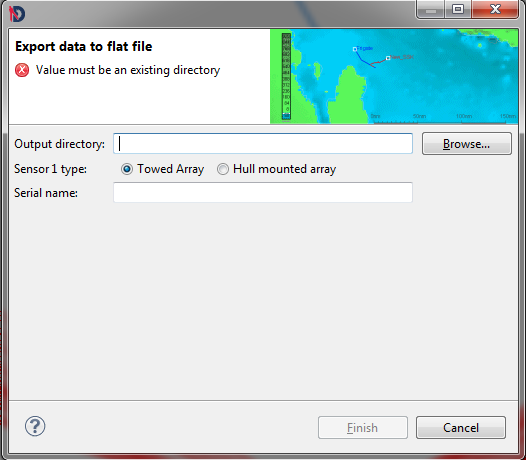 Export data to flat file
Value must be an existing directory
Output directory:
Browse...
Sensor 1 type:
Towed Array
Hull mounted array
Serial name:
?
Finish
Cancel